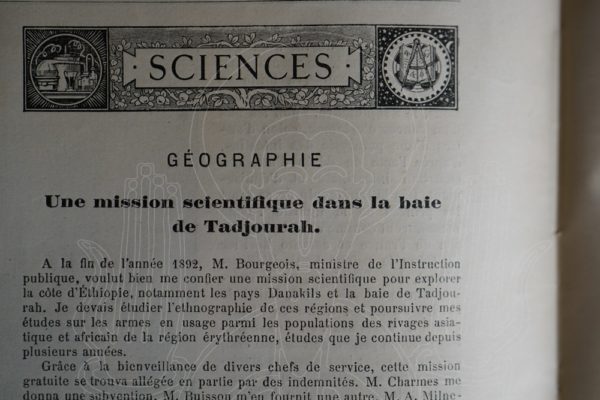 SCIENCES
GÉOGRAPHIE
Une mission scientifique dans la baie
de Tadjourah.
A la fin de l'année 1892, M. Bourgeois, ministre de l'Instruction
publique, voulut bien me confier une mission scientifique pour explorer
la côte d'Éthiopie, notamment les pays Danakils et la baie de Tadjou-
rah. Je devais étudier l'ethnographie de ces régions et poursuivre mes
études sur les armes en usage parmi les populations des rivages asia-
tique et africain de la région érythréenne, études que je continue depuis
plusieurs années.
Grâce à la bienveillance de divers chefs de service, cette mission
gratuite se trouva allégée en partie par des indemnités. M. Charmes me
donna une subvention. M. Buisson m'en fournit une autre. M. A. Milne-